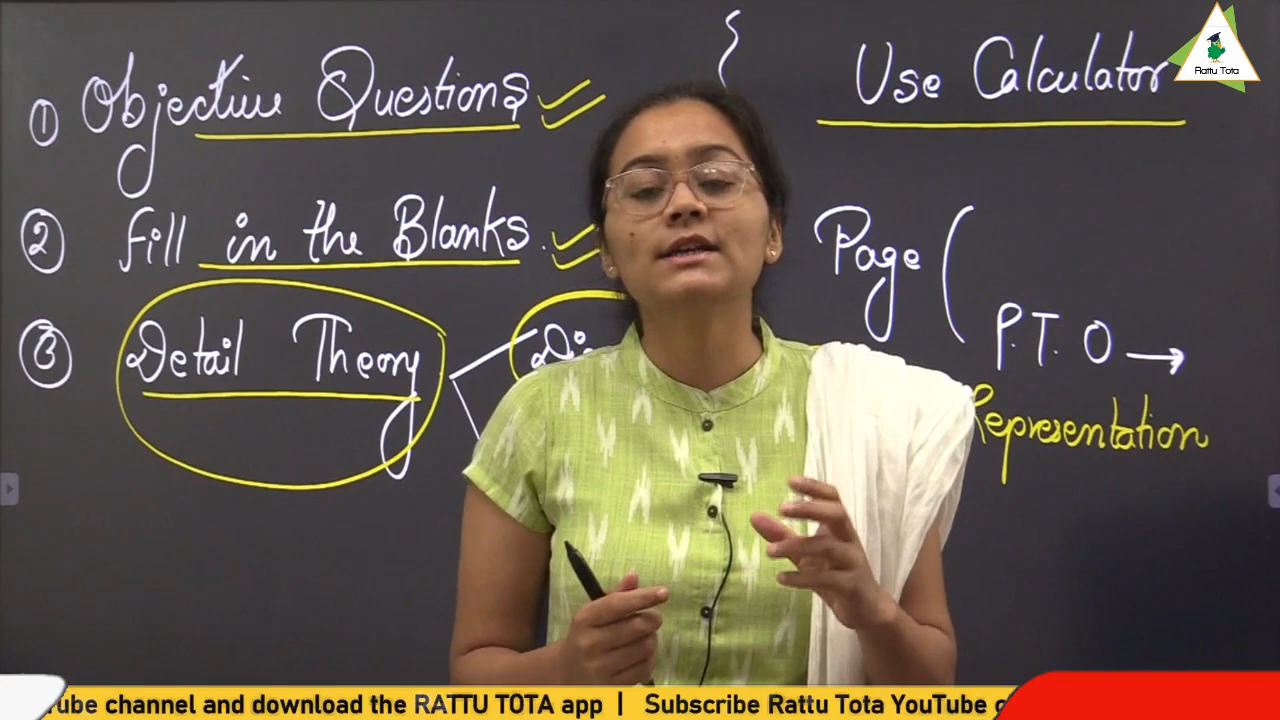 ① Objective Questions
② Fill in the Blanks.
③ Detail Theory
Use Calculator
Page (
P.T.O →
Representation
Rattu Tota
channel and download the RATTU TOTA app | Subscribe Rattu Tota YouTube